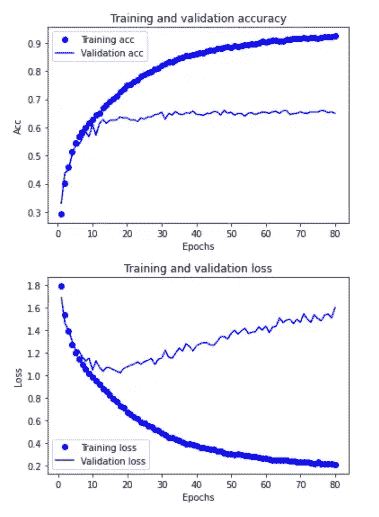 Training and validation accuracy
Training acc
Validation acc
0.9
0.8
0.7
0.6
0.5
0.4
0.3
Acc
0 10 20 30 40 50 60 70 80
Epochs
Training and validation loss
1.8
1.6
1.4
1.2
1.0
0.8
0.6
0.4
0.2
Loss
Training loss
Validation loss
0 10 20 30 40 50 60 70 80
Epochs